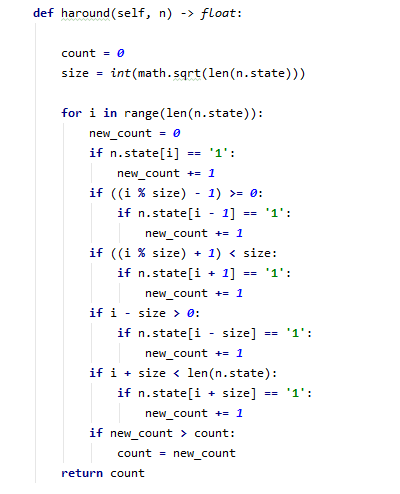 def haround(self, n) -> float:
    count = 0
    size = int(math.sqrt(len(n.state)))
    for i in range(len(n.state)):
        new_count = 0
        if n.state[i] == '1':
            new_count += 1
        if ((i % size) - 1) >= 0:
            if n.state[i - 1] == '1':
                new_count += 1
        if ((i % size) + 1) < size:
            if n.state[i + 1] == '1':
                new_count += 1
        if i - size > 0:
            if n.state[i - size] == '1':
                new_count += 1
        if i + size < len(n.state):
            if n.state[i + size] == '1':
                new_count += 1
        if new_count > count:
            count = new_count
    return count